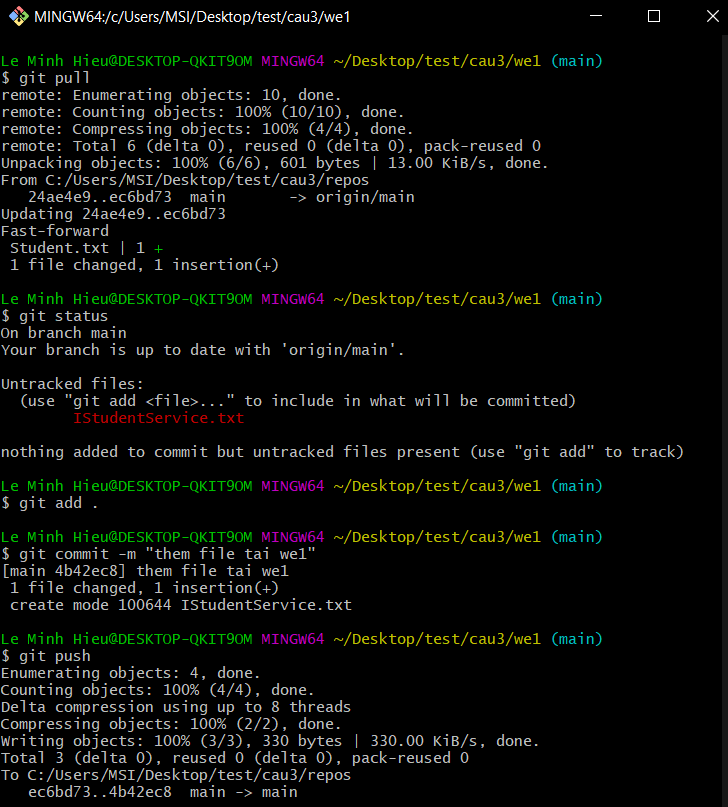 MINGW64:/c/Users/MSI/Desktop/test/cau3/we1
Le Minh Hieu@DESKTOP-QKIT9OM MINGW64 ~/Desktop/test/cau3/we1 (main)
$ git pull
remote: Enumerating objects: 10, done.
remote: Counting objects: 100% (10/10), done.
remote: Compressing objects: 100% (4/4), done.
remote: Total 6 (delta 0), reused 0 (delta 0), pack-reused 0
Unpacking objects: 100% (6/6), 601 bytes | 13.00 KiB/s, done.
From C:/Users/MSI/Desktop/test/cau3/repos
   24ae4e9..ec6bd73  main       -> origin/main
Updating 24ae4e9..ec6bd73
Fast-forward
 Student.txt | 1 +
 1 file changed, 1 insertion(+)
Le Minh Hieu@DESKTOP-QKIT9OM MINGW64 ~/Desktop/test/cau3/we1 (main)
$ git status
On branch main
Your branch is up to date with 'origin/main'.
Untracked files:
  (use "git add <file>..." to include in what will be committed)
        IStudentService.txt
nothing added to commit but untracked files present (use "git add" to track)
Le Minh Hieu@DESKTOP-QKIT9OM MINGW64 ~/Desktop/test/cau3/we1 (main)
$ git add .
Le Minh Hieu@DESKTOP-QKIT9OM MINGW64 ~/Desktop/test/cau3/we1 (main)
$ git commit -m "them file tai we1"
[main 4b42ec8] them file tai we1
 1 file changed, 1 insertion(+)
 create mode 100644 IStudentService.txt
Le Minh Hieu@DESKTOP-QKIT9OM MINGW64 ~/Desktop/test/cau3/we1 (main)
$ git push
Enumerating objects: 4, done.
Counting objects: 100% (4/4), done.
Delta compression using up to 8 threads
Compressing objects: 100% (2/2), done.
Writing objects: 100% (3/3), 330 bytes | 330.00 KiB/s, done.
Total 3 (delta 0), reused 0 (delta 0), pack-reused 0
To C:/Users/MSI/Desktop/test/cau3/repos
   ec6bd73..4b42ec8  main -> main